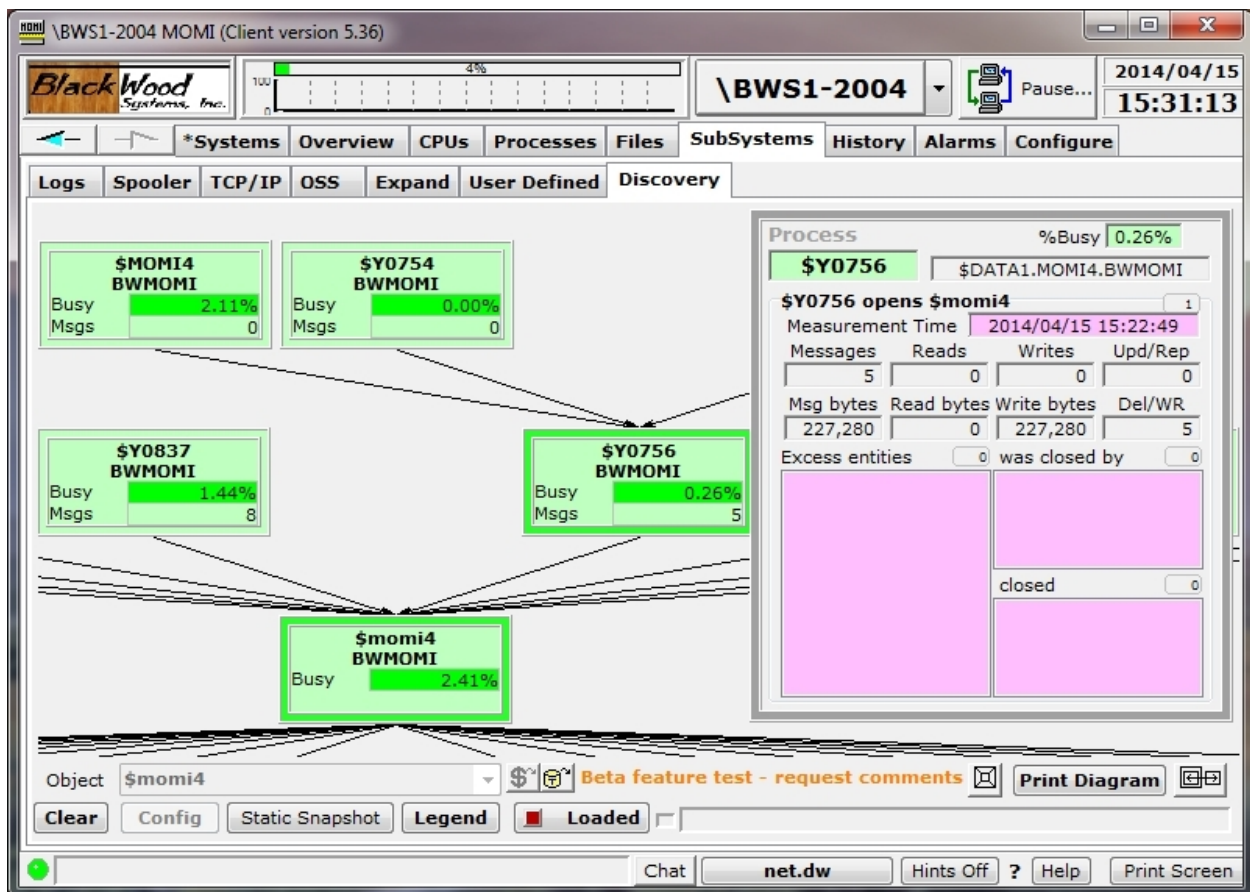 MOMI \BWS1-2004 MOMI (Client version 5.36)
BlackWood
Systems, Inc.
100
0
4%
\BWS1-2004
Pause...
2014/04/15
15:31:13
*Systems Overview CPUs Processes Files SubSystems History Alarms Configure
Logs Spooler TCP/IP OSS Expand User Defined Discovery
$MOMI4
BWMOMI
Busy 2.11%
Msgs 0
$Y0754
BWMOMI
Busy 0.00%
Msgs 0
$Y0837
BWMOMI
Busy 1.44%
Msgs 8
$Y0756
BWMOMI
Busy 0.26%
Msgs 5
$momi4
BWMOMI
Busy 2.41%
Process %Busy 0.26%
$Y0756 $DATA1.MOMI4.BWMOMI
$Y0756 opens $momi4 1
Measurement Time 2014/04/15 15:22:49
Messages Reads Writes Upd/Rep
5 0 0 0
Msg bytes Read bytes Write bytes Del/WR
227,280 0 227,280 5
Excess entities 0 was closed by 0
closed 0
Object $momi4 Beta feature test - request comments Print Diagram
Clear Config Static Snapshot Legend Loaded
Chat net.dw Hints Off ? Help Print Screen